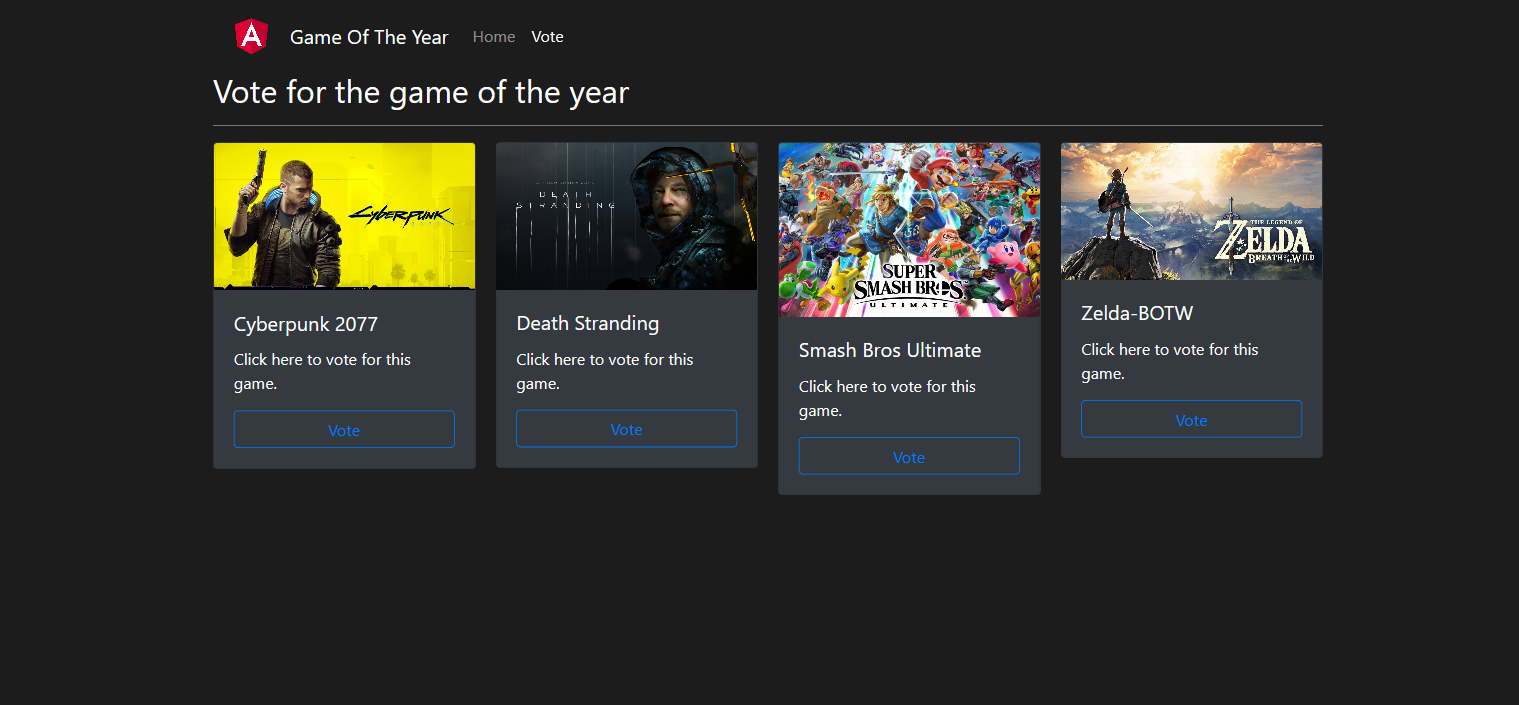 A
Game Of The Year
Home
Vote
Vote for the game of the year
CYBERPUNK
DEATH
STRANDING
SUPER
SMASH BROS.
ULTIMATE
THE LEGEND OF
ZELDA
BREATH OF THE WILD
Cyberpunk 2077
Click here to vote for this
game.
Vote
Death Stranding
Click here to vote for this
game.
Vote
Smash Bros Ultimate
Click here to vote for this
game.
Vote
Zelda-BOTW
Click here to vote for this
game.
Vote